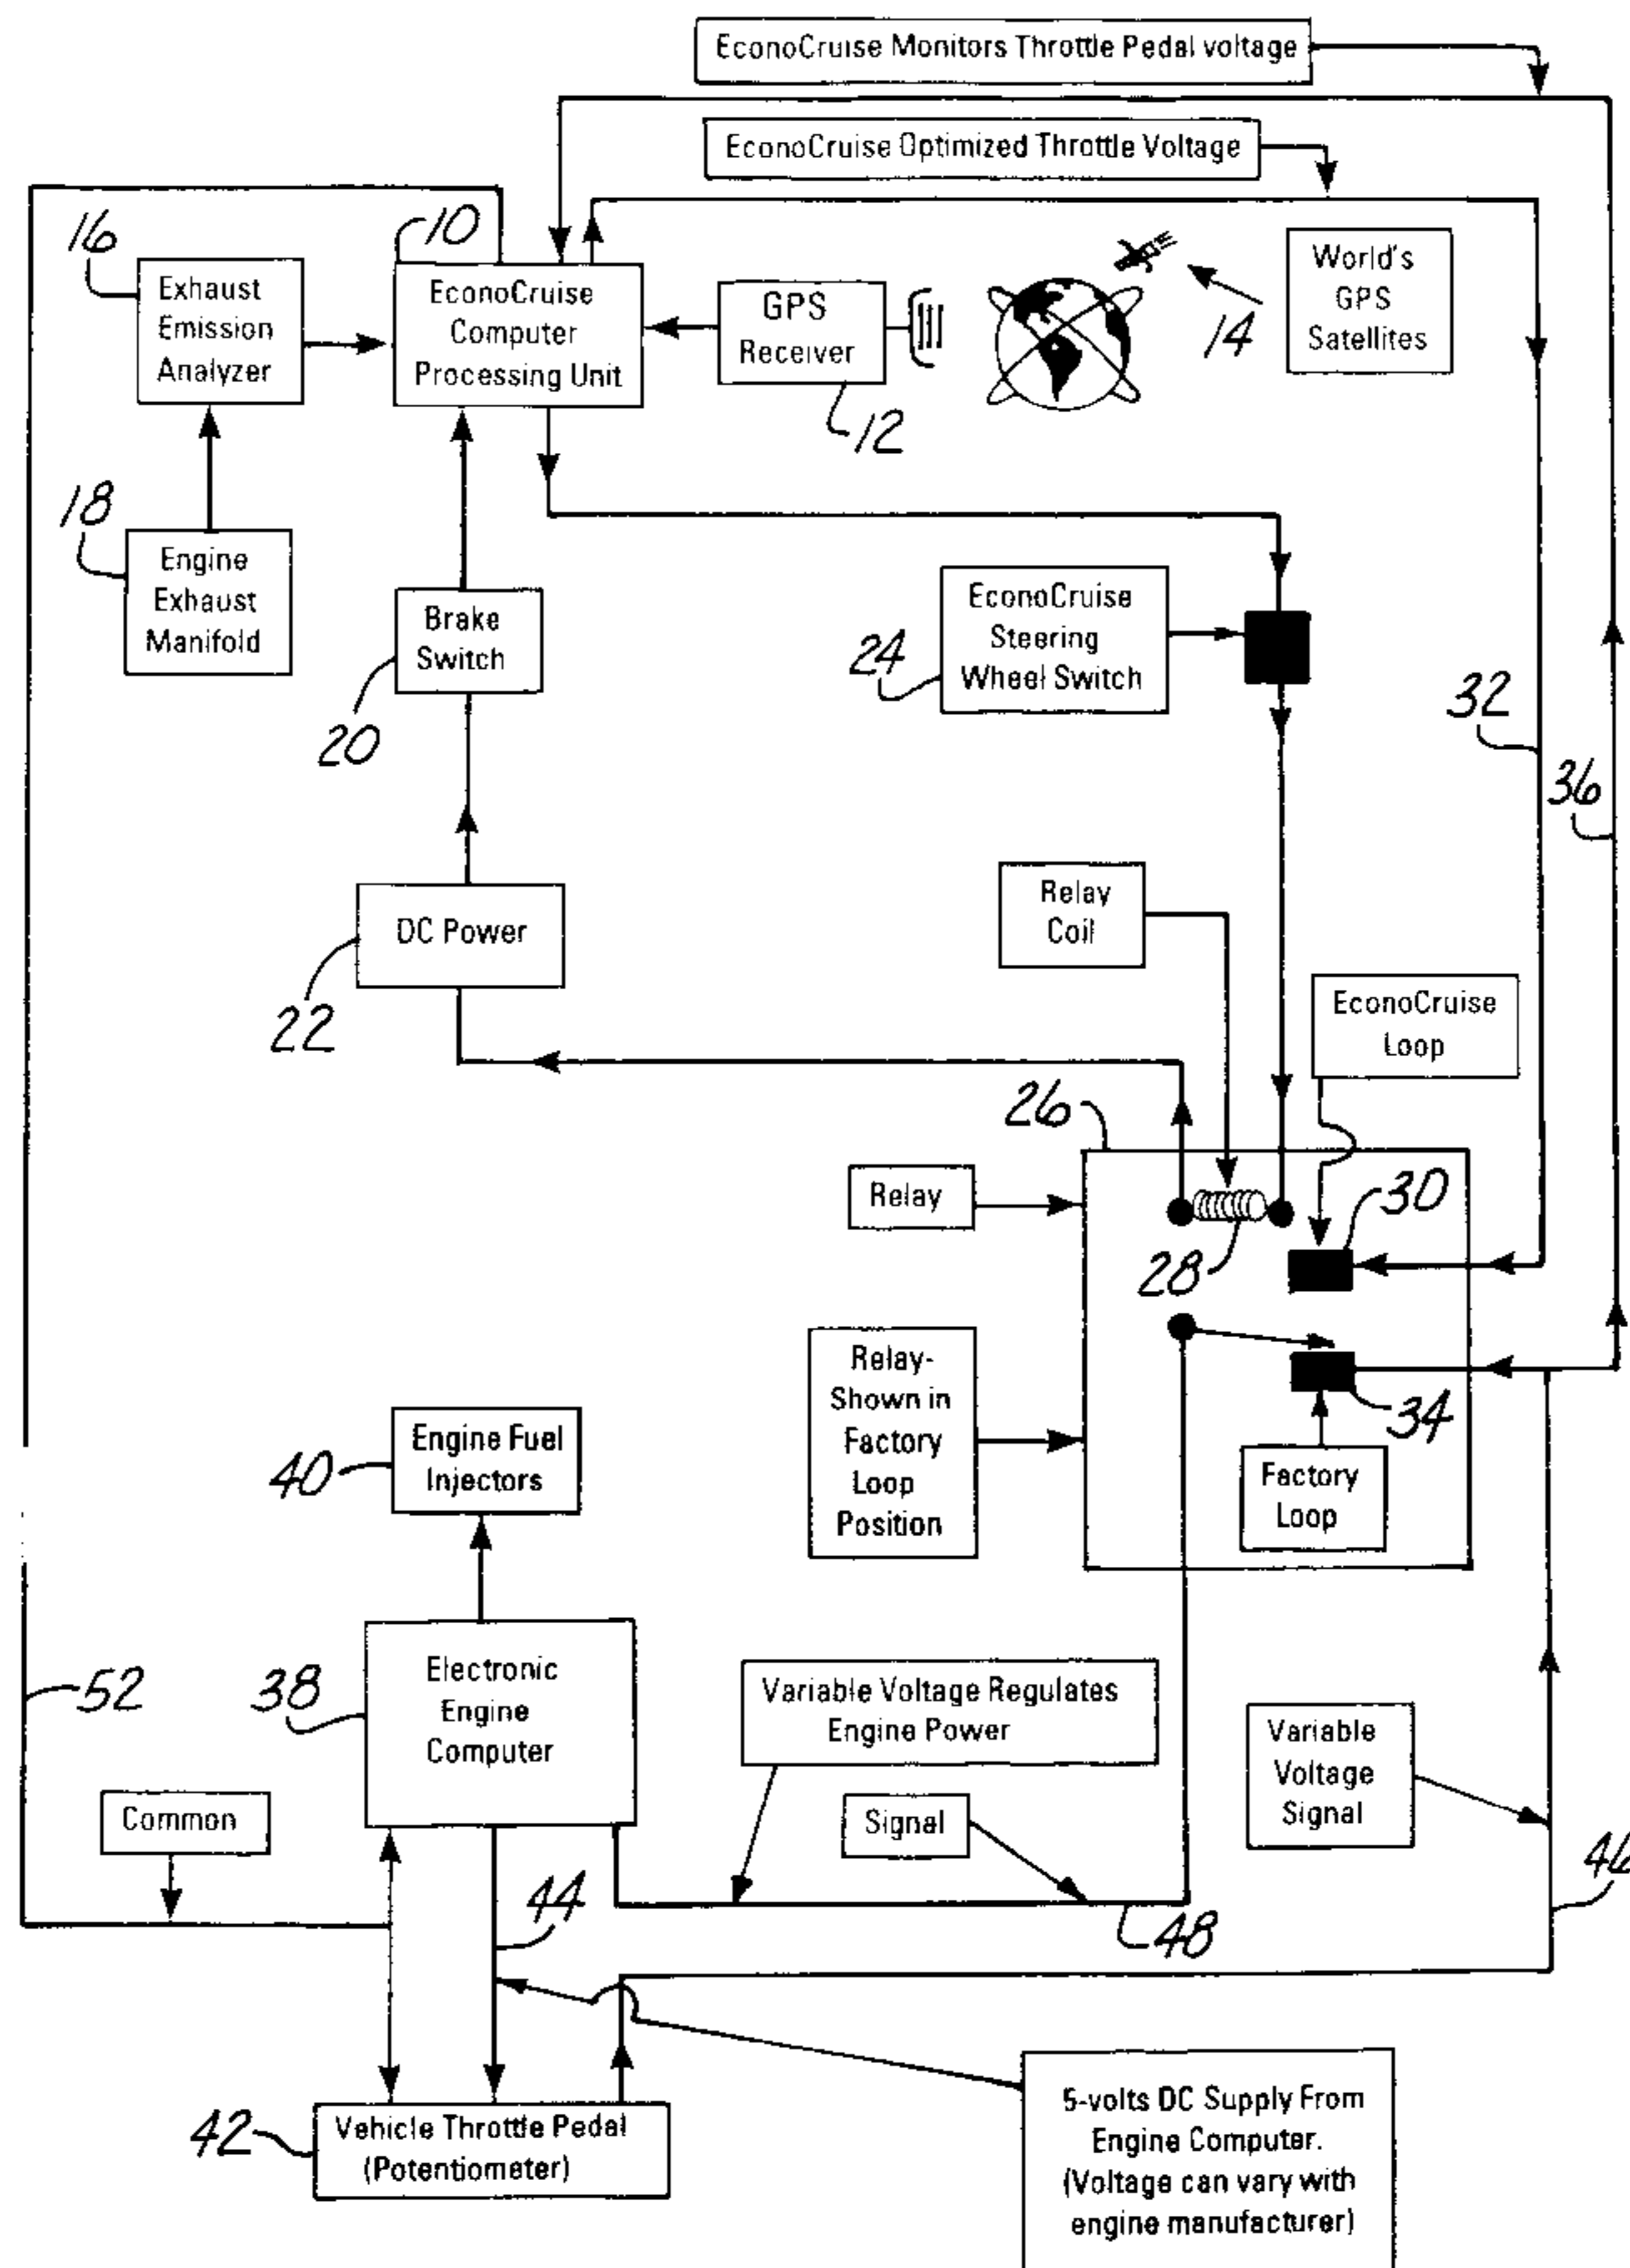 EconoCruise Monitors Throttle Pedal voltage
EconoCruise Optimized Throttle Voltage
16
Exhaust
Emission
Analyzer
10
EconoCruise
Computer
Processing Unit
GPS
Receiver
12
14
World's
GPS
Satellites
18
Engine
Exhaust
Manifold
Brake
Switch
20
24
EconoCruise
Steering
Wheel Switch
32
36
DC Power
22
Relay
Coil
EconoCruise
Loop
26
Relay
28
30
Relay-
Shown in
Factory
Loop
Position
34
Factory
Loop
40
Engine Fuel
Injectors
52
38
Electronic
Engine
Computer
Variable Voltage Regulates
Engine Power
Variable
Voltage
Signal
Common
Signal
44
48
46
42
Vehicle Throttle Pedal
(Potentiometer)
5-volts DC Supply From
Engine Computer.
(Voltage can vary with
engine manufacturer)